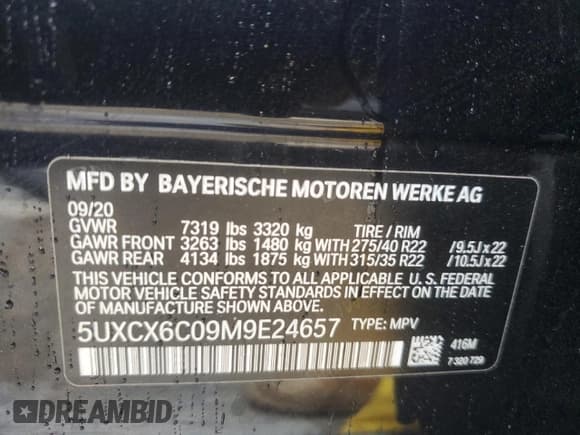 MFD BY BAYERISCHE MOTOREN WERKE AG
09/20
GVWR 7319 lbs 3320 kg TIRE / RIM
GAWR FRONT 3263 lbs 1480 kg WITH 275/40 R22 / 9.5J x 22
GAWR REAR 4134 lbs 1875 kg WITH 315/35 R22 / 10.5J x 22
THIS VEHICLE CONFORMS TO ALL APPLICABLE U. S. FEDERAL
MOTOR VEHICLE SAFETY STANDARDS IN EFFECT ON THE DATE
OF MANUFACTURE SHOWN ABOVE.
5UXCX6C09M9E24657 TYPE: MPV
416M
7 320 729
DREAMBID